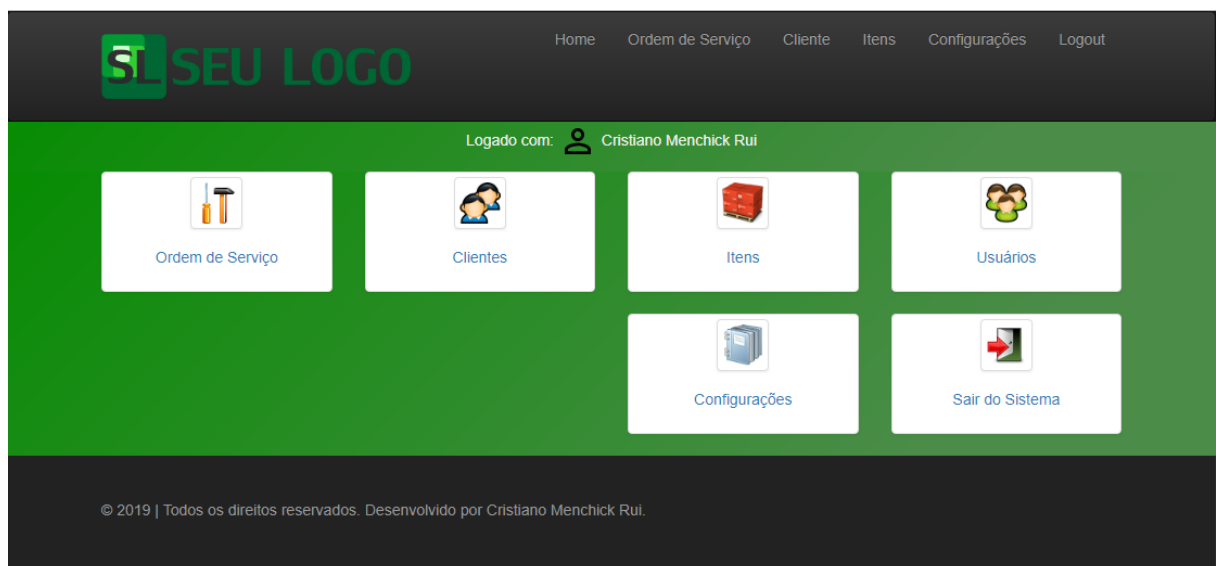 SL SEU LOGO
Home Ordem de Serviço Cliente Itens Configurações Logout
Logado com: Cristiano Menchick Rui
Ordem de Serviço
Clientes
Itens
Usuários
Configurações
Sair do Sistema
© 2019 | Todos os direitos reservados. Desenvolvido por Cristiano Menchick Rui.